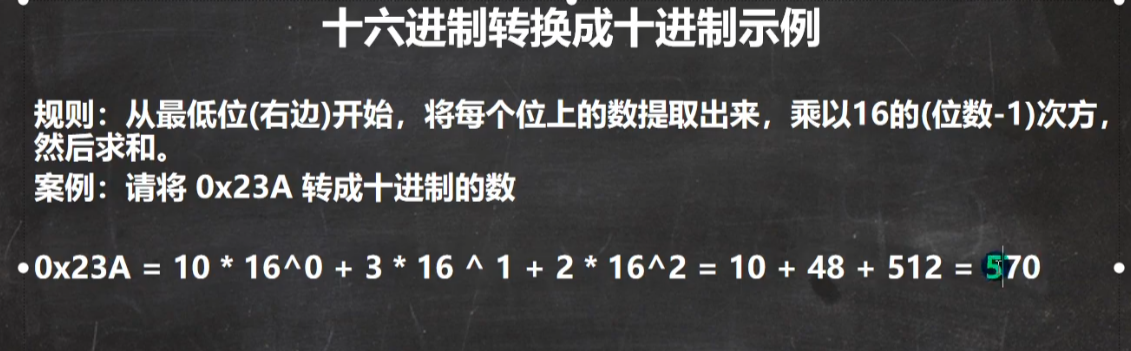 十六进制转换成十进制示例
规则：从最低位(右边)开始，将每个位上的数提取出来，乘以16的(位数-1)次方，
然后求和。
案例：请将 0x23A 转成十进制的数
•0x23A = 10 * 16^0 + 3 * 16 ^ 1 + 2 * 16^2 = 10 + 48 + 512 = 570